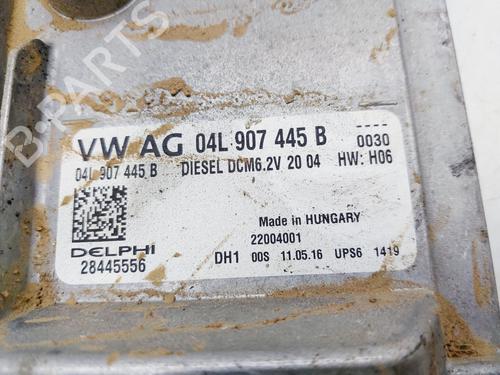 B-PARTS
VW AG 04L 907 445 B
----
0030
04L 907 445 B DIESEL DCM6.2V 20 04 HW: H06
Made in HUNGARY
DELPHI 22004001
28445556 DH1 00S 11.05.16 UPS6 1419